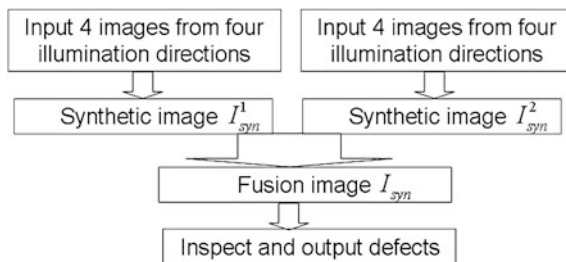 Input 4 images from four
illumination directions
Input 4 images from four
illumination directions
Synthetic image I¹syn
Synthetic image I²syn
Fusion image Isyn
Inspect and output defects